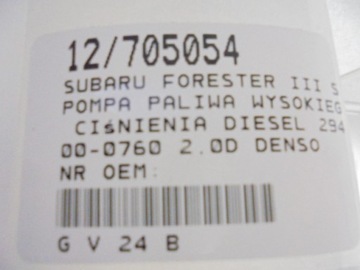 12/705054
SUBARU FORESTER III S
POMPA PALIWA WYSOKIEG
CIśNIENIA DIESEL 294
00-0760 2.0D DENSO
NR OEM:
G V 24 B